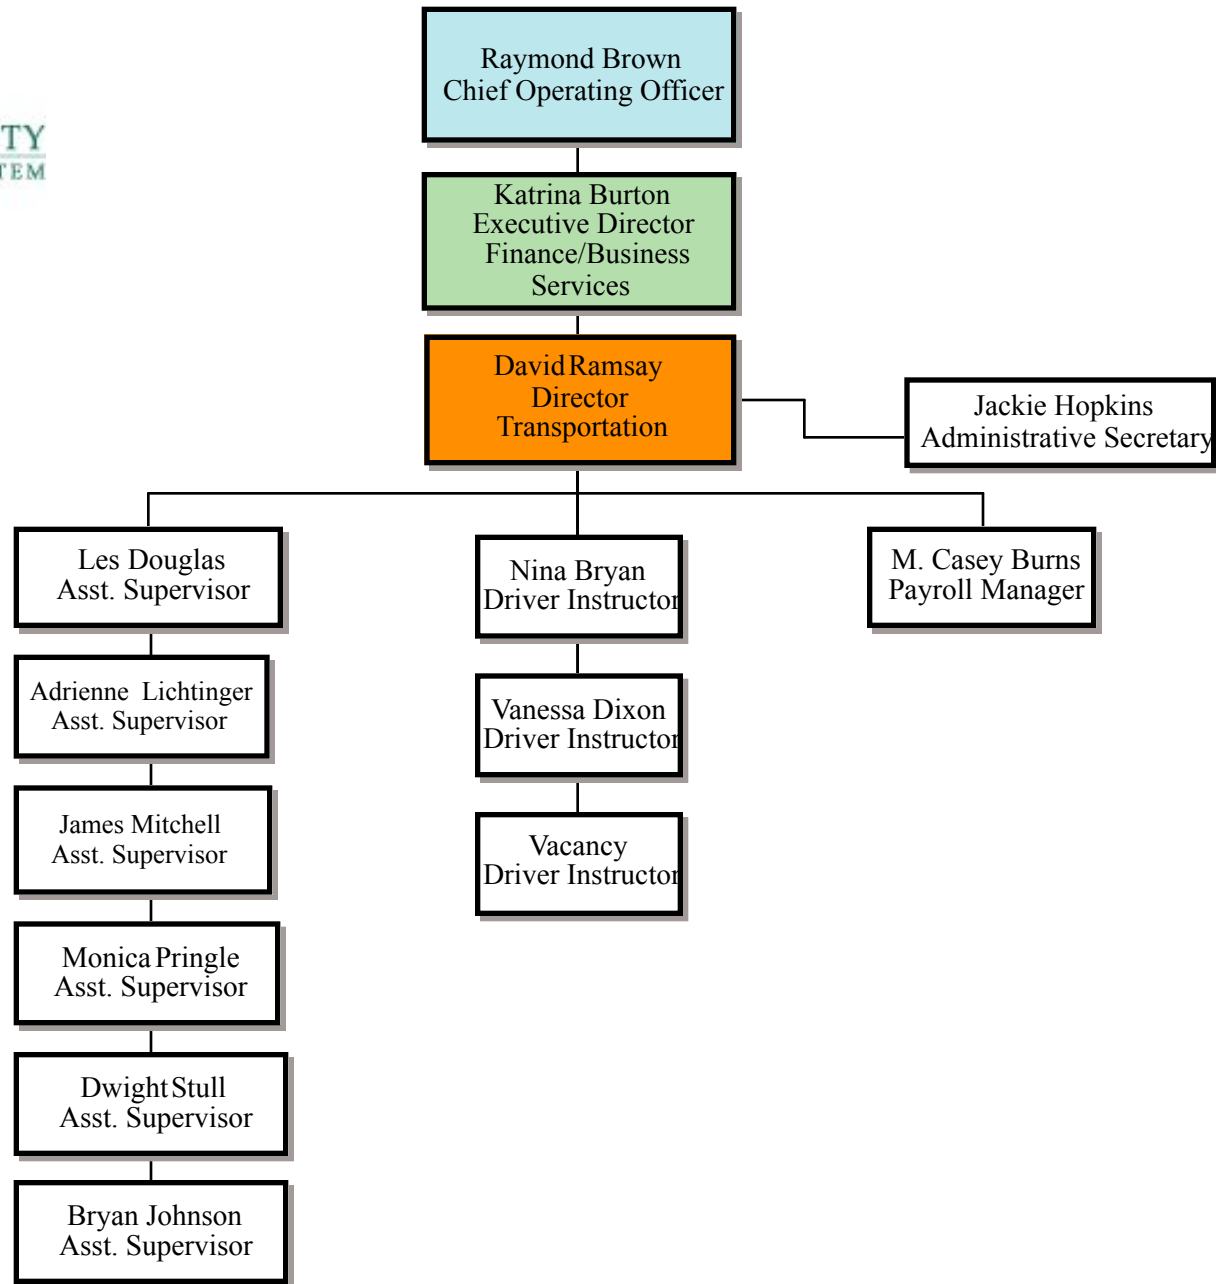 Raymond Brown
Chief Operating Officer
TY
TEM
Katrina Burton
Executive Director
Finance/Business
Services
David Ramsay
Director
Transportation
Jackie Hopkins
Administrative Secretary
Les Douglas
Asst. Supervisor
Nina Bryan
Driver Instructor
M. Casey Burns
Payroll Manager
Adrienne Lichtinger
Asst. Supervisor
Vanessa Dixon
Driver Instructor
James Mitchell
Asst. Supervisor
Vacancy
Driver Instructor
Monica Pringle
Asst. Supervisor
Dwight Stull
Asst. Supervisor
Bryan Johnson
Asst. Supervisor